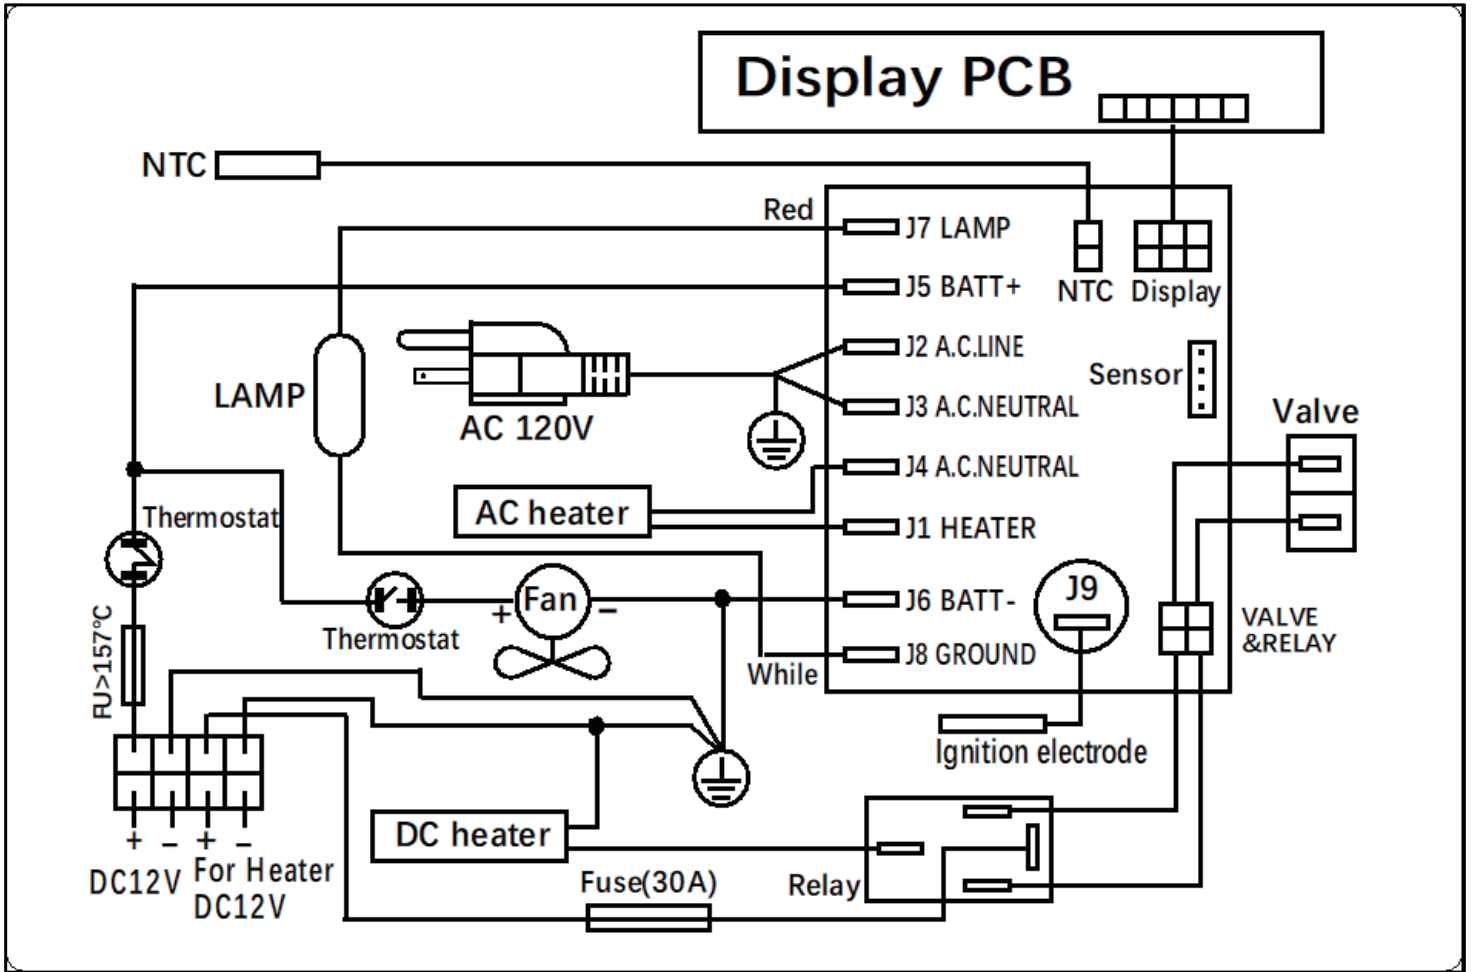 Display PCB
NTC
Red
J7 LAMP
J5 BATT+
NTC Display
J2 A.C.LINE
Sensor
LAMP
J3 A.C.NEUTRAL
Valve
AC 120V
J4 A.C.NEUTRAL
Thermostat
AC heater
J1 HEATER
J9
Fan
+ −
J6 BATT-
VALVE
&RELAY
Thermostat
J8 GROUND
While
FU>157°C
Ignition electrode
DC heater
+ − + −
DC12V
For Heater
DC12V
Fuse(30A)
Relay